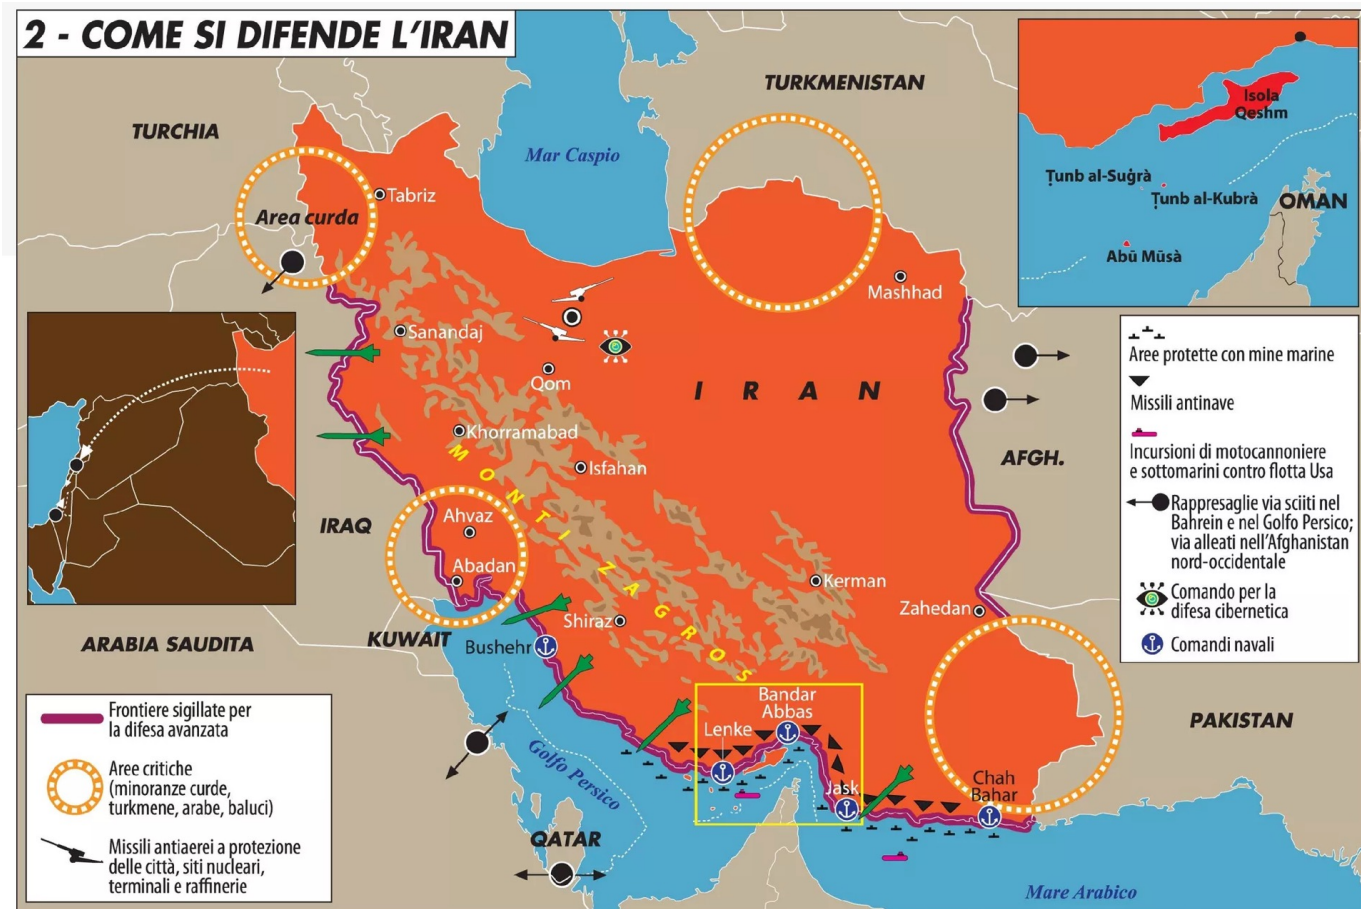 2 - COME SI DIFENDE L'IRAN
TURCHIA
TURKMENISTAN
Mar Caspio
Area curda
Tabriz
Mashhad
Sanandaj
Qom
I R A N
Khorramabad
Isfahan
MONTI ZAGROS
AFGH.
IRAQ
Ahvaz
Abadan
Kerman
Zahedan
Shiraz
KUWAIT
ARABIA SAUDITA
Bushehr
Bandar
Abbas
Lenke
PAKISTAN
Golfo Persico
Jask
Chah
Bahar
QATAR
Mare Arabico
Isola
Qeshm
Ṭunb al-Suġrà
Ṭunb al-Kubrà
OMAN
Abū Mūsà
Aree protette con mine marine
Missili antinave
Incursioni di motocannoniere
e sottomarini contro flotta Usa
Rappresaglie via sciiti nel
Bahrein e nel Golfo Persico;
via alleati nell'Afghanistan
nord-occidentale
Comando per la
difesa cibernetica
Comandi navali
Frontiere sigillate per
la difesa avanzata
Aree critiche
(minoranze curde,
turkmene, arabe, baluci)
Missili antiaerei a protezione
delle città, siti nucleari,
terminali e raffinerie